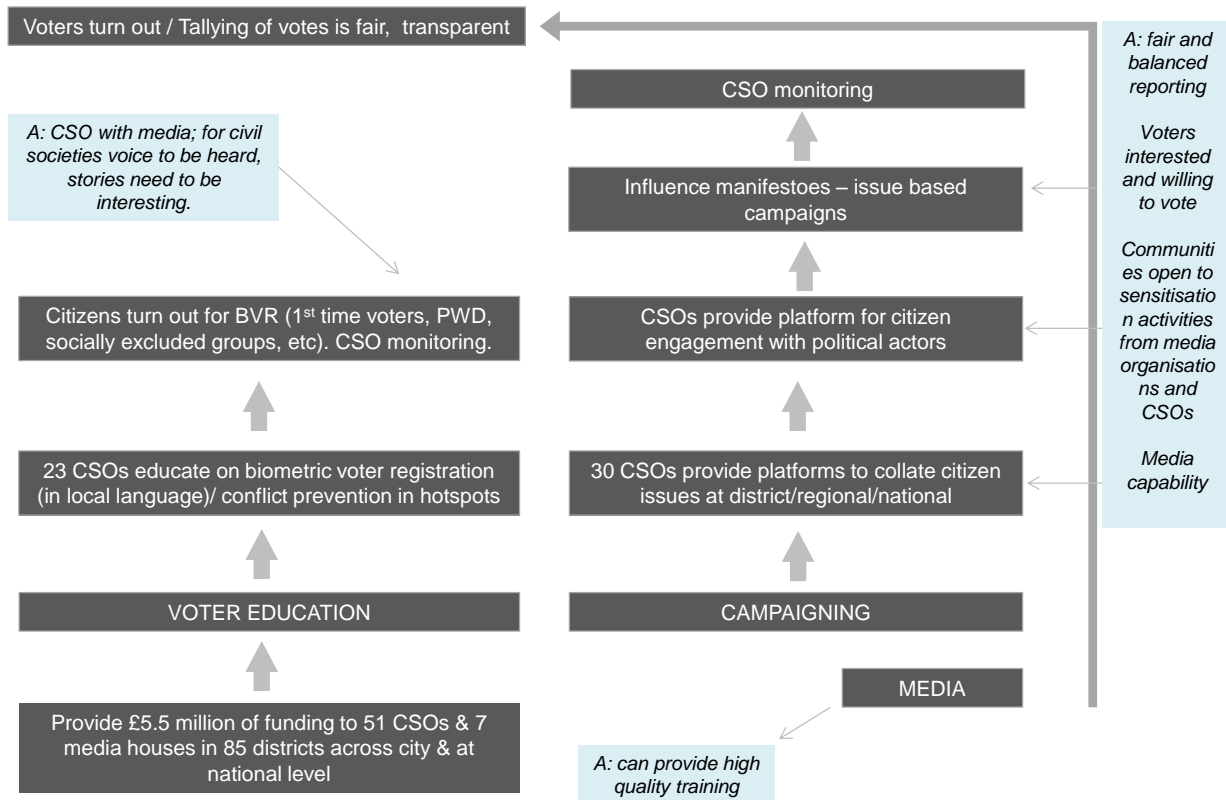 Voters turn out / Tallying of votes is fair, transparent
A: CSO with media; for civil
societies voice to be heard,
stories need to be
interesting.
Citizens turn out for BVR (1st time voters, PWD,
socially excluded groups, etc). CSO monitoring.
23 CSOs educate on biometric voter registration
(in local language)/ conflict prevention in hotspots
VOTER EDUCATION
Provide £5.5 million of funding to 51 CSOs & 7
media houses in 85 districts across city & at
national level
CSO monitoring
Influence manifestoes – issue based
campaigns
CSOs provide platform for citizen
engagement with political actors
30 CSOs provide platforms to collate citizen
issues at district/regional/national
CAMPAIGNING
MEDIA
A: can provide high
quality training
A: fair and
balanced
reporting
Voters
interested
and willing
to vote
Communiti
es open to
sensitisatio
n activities
from media
organisatio
ns and
CSOs
Media
capability